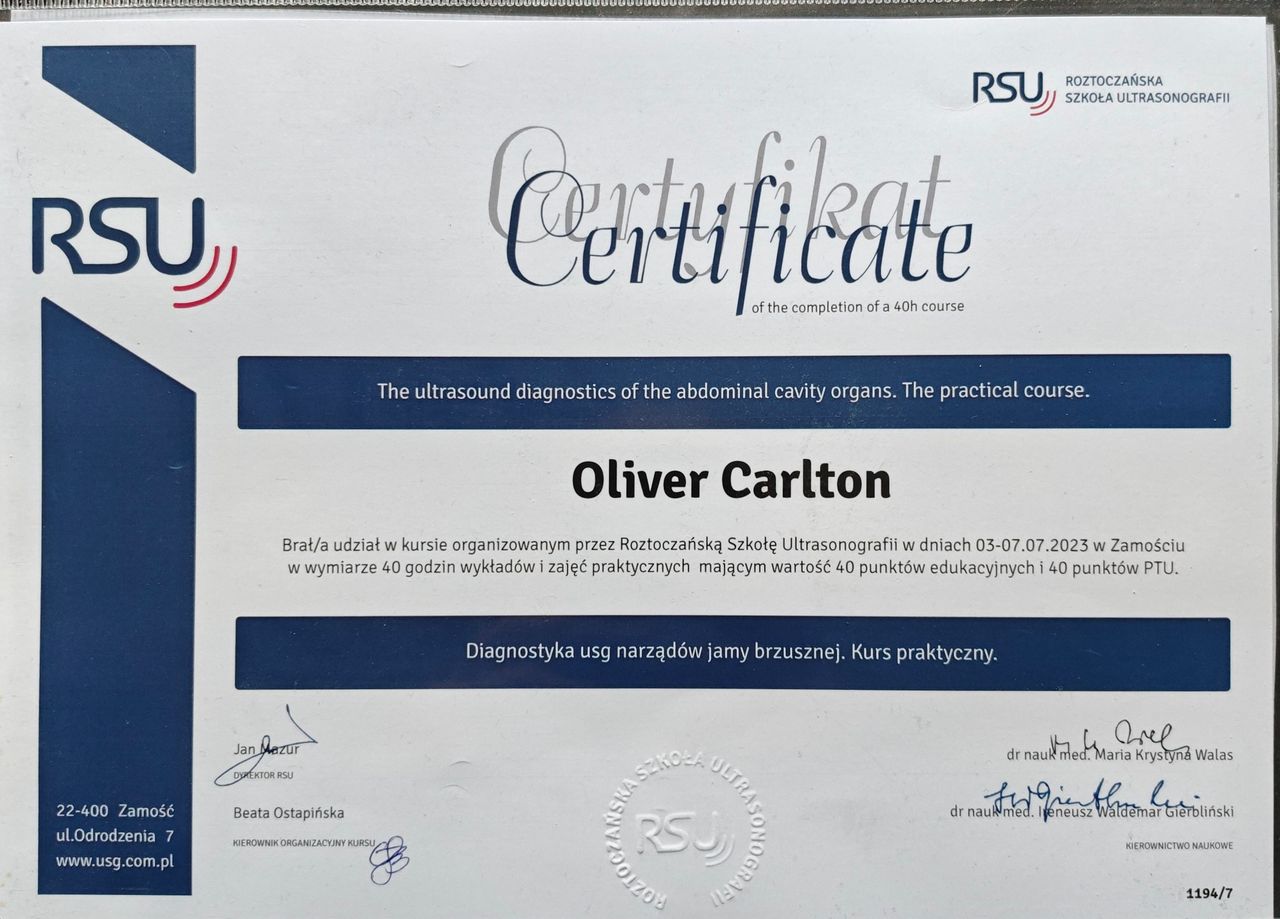 RSU ROZTOCZAŃSKA
SZKOŁA ULTRASONOGRAFII
RSU
Certyfikat
Certificate
of the completion of a 40h course
The ultrasound diagnostics of the abdominal cavity organs. The practical course.
Oliver Carlton
Brał/a udział w kursie organizowanym przez Roztoczańską Szkołę Ultrasonografii w dniach 03-07.07.2023 w Zamościu
w wymiarze 40 godzin wykładów i zajęć praktycznych mającym wartość 40 punktów edukacyjnych i 40 punktów PTU.
Diagnostyka usg narządów jamy brzusznej. Kurs praktyczny.
Jan Mazur
DYREKTOR RSU
Beata Ostapińska
KIEROWNIK ORGANIZACYJNY KURSU
ROZTOCZAŃSKA SZKOŁA ULTRASONOGRAFII
RSU
dr nauk med. Maria Krystyna Walas
dr nauk med. Ireneusz Waldemar Gierbliński
KIEROWNICTWO NAUKOWE
1194/7
22-400 Zamość
ul.Odrodzenia 7
www.usg.com.pl